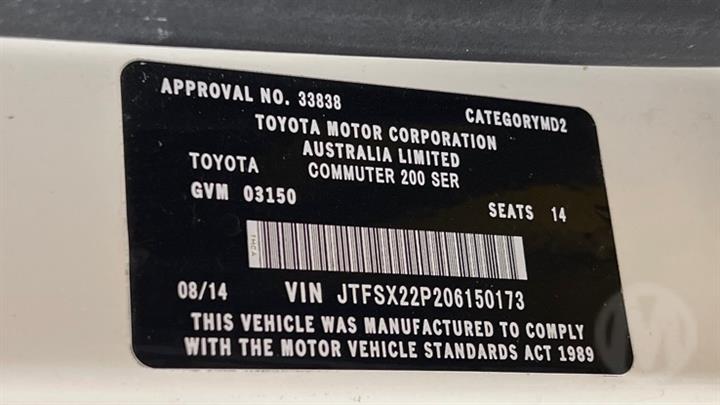 APPROVAL NO. 33838 CATEGORYMD2
TOYOTA MOTOR CORPORATION
AUSTRALIA LIMITED
TOYOTA COMMUTER 200 SER
GVM 03150
SEATS 14
TMCA
08/14 VIN JTFSX22P206150173
THIS VEHICLE WAS MANUFACTURED TO COMPLY
WITH THE MOTOR VEHICLE STANDARDS ACT 1989